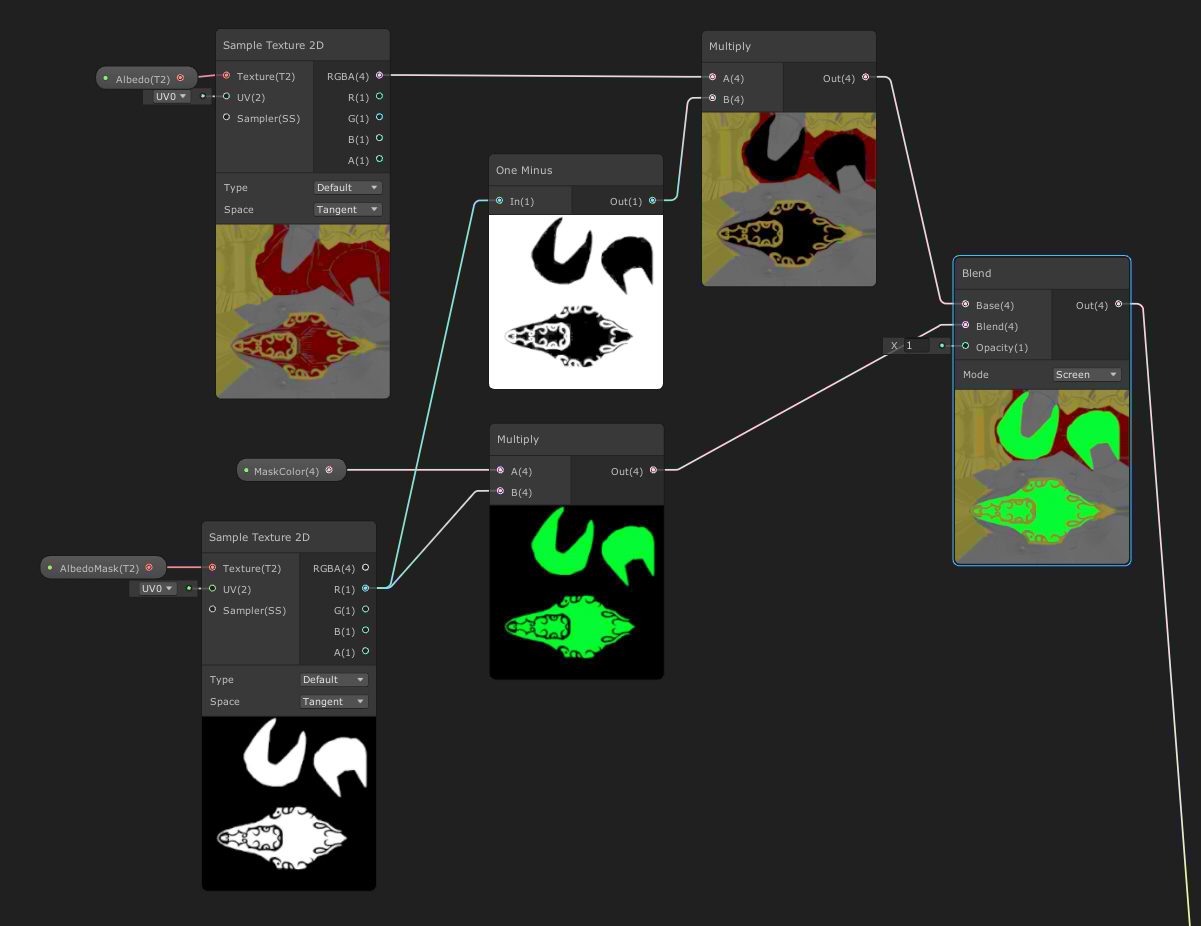 Sample Texture 2D
Albedo(T2)
UV0
Texture(T2)
UV(2)
Sampler(SS)
RGBA(4)
R(1)
G(1)
B(1)
A(1)
Type Default
Space Tangent
Multiply
A(4)
B(4)
Out(4)
One Minus
In(1) Out(1)
Blend
Base(4)
Blend(4)
Opacity(1)
Out(4)
X 1
Mode Screen
Multiply
MaskColor(4)
A(4)
B(4)
Out(4)
Sample Texture 2D
AlbedoMask(T2)
UV0
Texture(T2)
UV(2)
Sampler(SS)
RGBA(4)
R(1)
G(1)
B(1)
A(1)
Type Default
Space Tangent